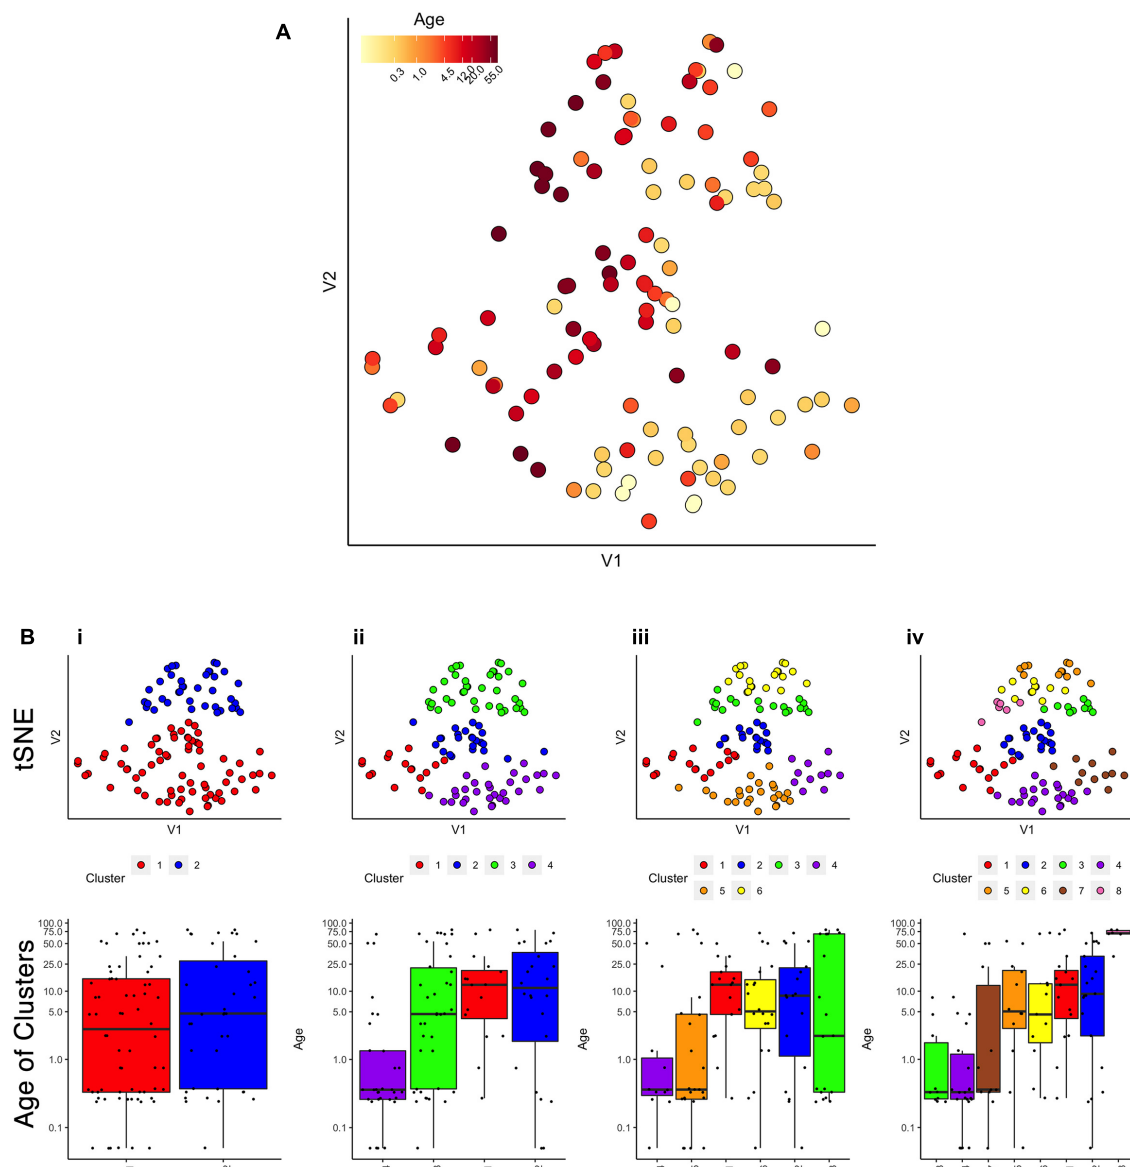 A
Age
0.3 1.0 4.5 12.0 20.0 55.0
V2
V1
B
i
ii
iii
iv
tSNE
V2
V2
V2
V2
V1
V1
V1
V1
Cluster 1 2
Cluster 1 2 3 4
Cluster 1 2 3 4
5 6
Cluster 1 2 3 4
5 6 7 8
Age of Clusters
100.0
75.0
50.0
25.0
10.0
5.0
1.0
0.1
Age
100.0
75.0
50.0
25.0
10.0
5.0
1.0
0.1
Age
100.0
75.0
50.0
25.0
10.0
5.0
1.0
0.1
Age
100.0
75.0
50.0
25.0
10.0
5.0
1.0
0.1